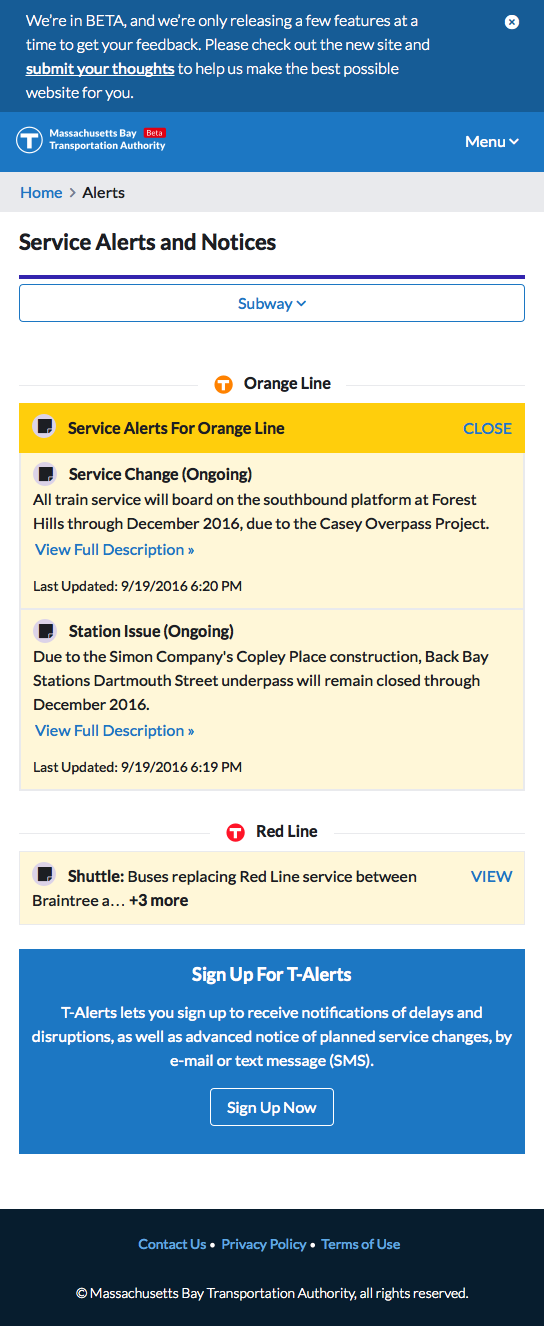 We're in BETA, and we're only releasing a few features at a
time to get your feedback. Please check out the new site and
submit your thoughts to help us make the best possible
website for you.
Massachusetts Bay Beta
Transportation Authority
Menu
Home > Alerts
Service Alerts and Notices
Subway
Orange Line
Service Alerts For Orange Line CLOSE
Service Change (Ongoing)
All train service will board on the southbound platform at Forest
Hills through December 2016, due to the Casey Overpass Project.
View Full Description »
Last Updated: 9/19/2016 6:20 PM
Station Issue (Ongoing)
Due to the Simon Company's Copley Place construction, Back Bay
Stations Dartmouth Street underpass will remain closed through
December 2016.
View Full Description »
Last Updated: 9/19/2016 6:19 PM
Red Line
Shuttle: Buses replacing Red Line service between VIEW
Braintree a… +3 more
Sign Up For T-Alerts
T-Alerts lets you sign up to receive notifications of delays and
disruptions, as well as advanced notice of planned service changes, by
e-mail or text message (SMS).
Sign Up Now
Contact Us • Privacy Policy • Terms of Use
© Massachusetts Bay Transportation Authority, all rights reserved.